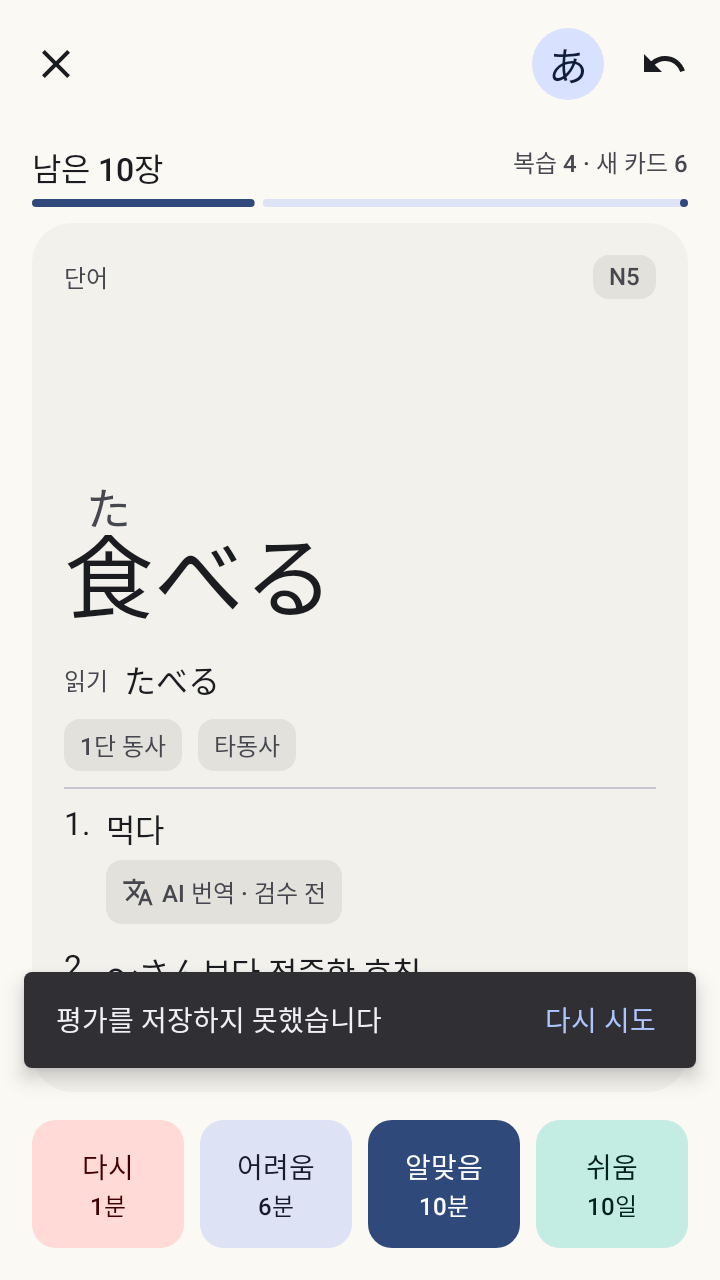 あ
남은 10장
복습 4 · 새 카드 6
단어
N5
た
食べる
읽기 たべる
1단 동사
타동사
1. 먹다
AI 번역 · 검수 전
2.
평가를 저장하지 못했습니다
다시 시도
다시
1분
어려움
6분
알맞음
10분
쉬움
10일